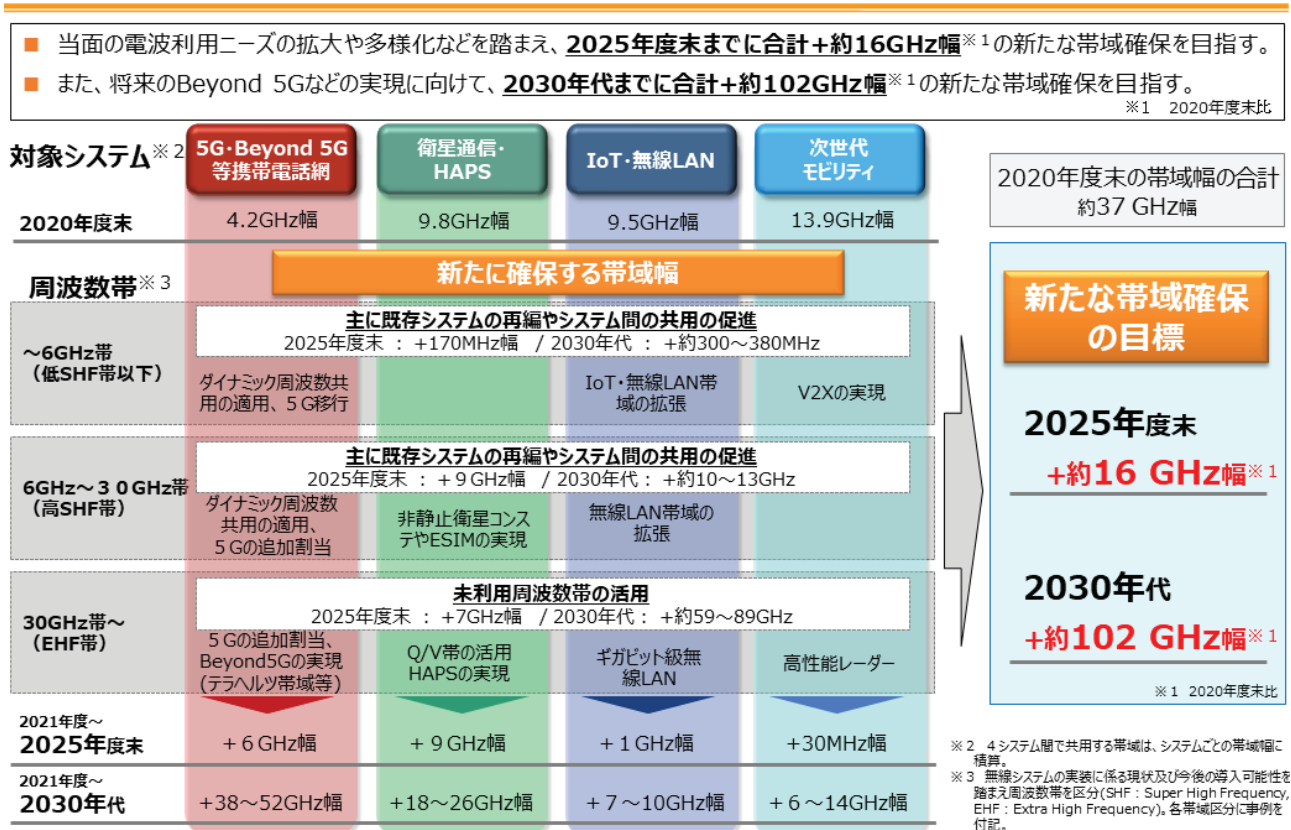 ■ 当面の電波利用ニーズの拡大や多様化などを踏まえ、2025年度末までに合計+約16GHz幅※1の新たな帯域確保を目指す。
■ また、将来のBeyond 5Gなどの実現に向けて、2030年代までに合計+約102GHz幅※1の新たな帯域確保を目指す。
※1 2020年度末比
対象システム※2
5G・Beyond 5G
等携帯電話網
衛星通信・
HAPS
IoT・無線LAN
次世代
モビリティ
2020年度末
4.2GHz幅
9.8GHz幅
9.5GHz幅
13.9GHz幅
2020年度末の帯域幅の合計
約37 GHz幅
周波数帯※3
新たに確保する帯域幅
~6GHz帯
(低SHF帯以下)
主に既存システムの再編やシステム間の共用の促進
2025年度末 : +170MHz幅 / 2030年代 : +約300~380MHz
ダイナミック周波数共
用の適用、5G移行
IoT・無線LAN帯
域の拡張
V2Xの実現
6GHz~30GHz帯
(高SHF帯)
主に既存システムの再編やシステム間の共用の促進
2025年度末 : +9GHz幅 / 2030年代 : +約10~13GHz
ダイナミック周波数
共用の適用、
5Gの追加割当
非静止衛星コンス
テやESIMの実現
無線LAN帯域の
拡張
30GHz帯~
(EHF帯)
未利用周波数帯の活用
2025年度末 : +7GHz幅 / 2030年代 : +約59~89GHz
5Gの追加割当、
Beyond5Gの実現
(テラヘルツ帯域等)
Q/V帯の活用
HAPSの実現
ギガビット級無
線LAN
高性能レーダー
2021年度~
2025年度末
+6GHz幅
+9GHz幅
+1GHz幅
+30MHz幅
2021年度~
2030年代
+38~52GHz幅
+18~26GHz幅
+7~10GHz幅
+6~14GHz幅
新たな帯域確保
の目標
2025年度末
+約16 GHz幅※1
2030年代
+約102 GHz幅※1
※1 2020年度末比
※2 4システム間で共用する帯域は、システムごとの帯域幅に
積算。
※3 無線システムの実装に係る現状及び今後の導入可能性を
踏まえ周波数帯を区分(SHF:Super High Frequency,
EHF:Extra High Frequency)。各帯域区分に事例を
付記。